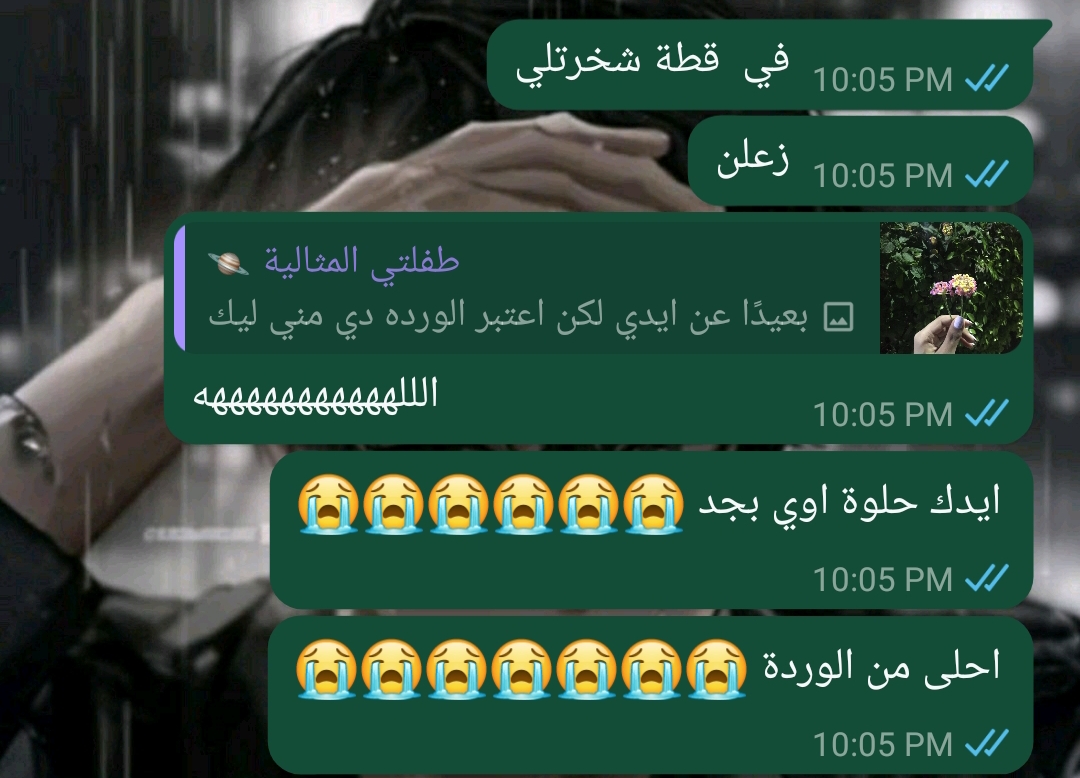 في قطة شخرتلي
10:05 PM
زعلن
10:05 PM
طفلتي المثالية 🪐
بعيدًا عن ايدي لكن اعتبر الورده دي مني ليك
اللههههههههههههه
10:05 PM
ايدك حلوة اوي بجد 😭😭😭😭😭😭
10:05 PM
احلى من الوردة 😭😭😭😭😭😭😭
10:05 PM